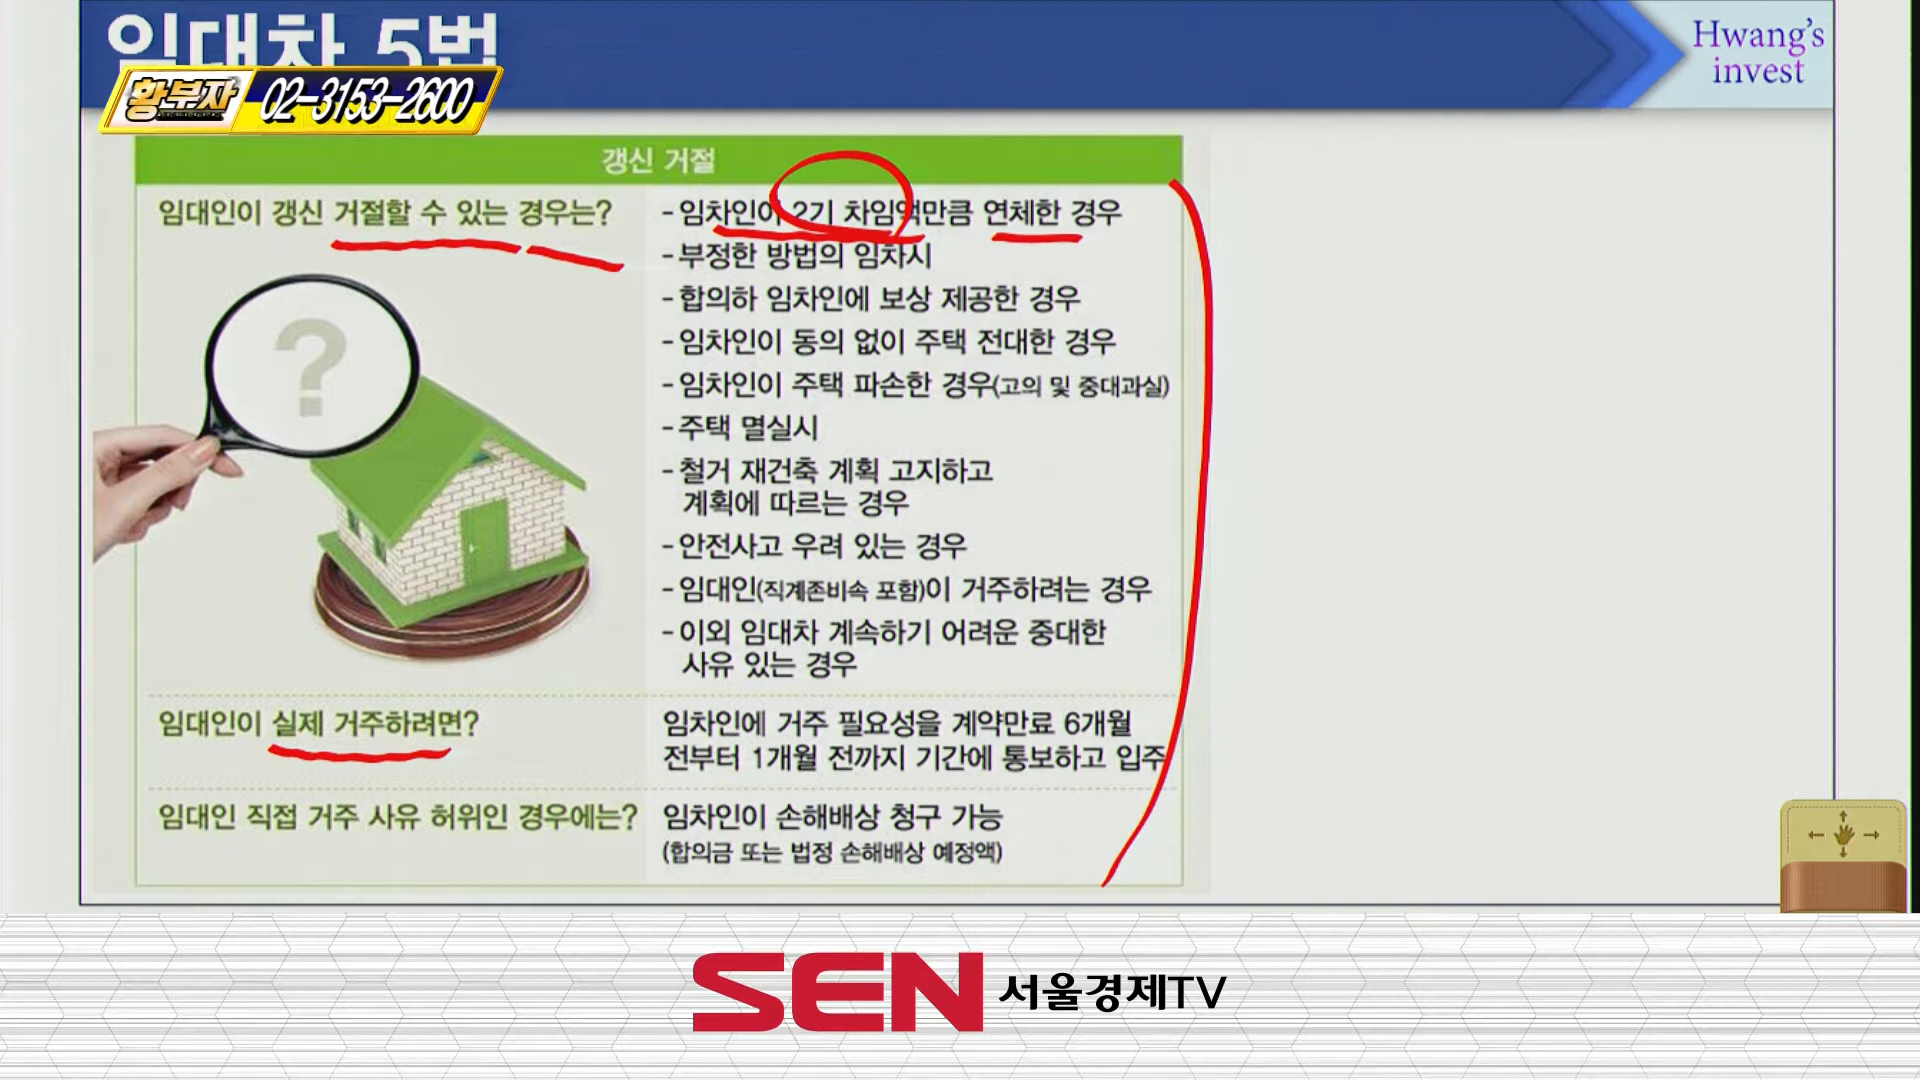 임대차 5법
Hwang's
invest
황부자 02-3153-2600
갱신 거절
임대인이 갱신 거절할 수 있는 경우는?
- 임차인이 2기 차임액만큼 연체한 경우
- 부정한 방법의 임차시
- 합의하 임차인에 보상 제공한 경우
- 임차인이 동의 없이 주택 전대한 경우
- 임차인이 주택 파손한 경우(고의 및 중대과실)
- 주택 멸실시
- 철거 재건축 계획 고지하고
계획에 따르는 경우
- 안전사고 우려 있는 경우
- 임대인(직계존비속 포함)이 거주하려는 경우
- 이외 임대차 계속하기 어려운 중대한
사유 있는 경우
?
임대인이 실제 거주하려면?
임차인에 거주 필요성을 계약만료 6개월
전부터 1개월 전까지 기간에 통보하고 입주
임대인 직접 거주 사유 허위인 경우에는?
임차인이 손해배상 청구 가능
(합의금 또는 법정 손해배상 예정액)
SEN 서울경제TV